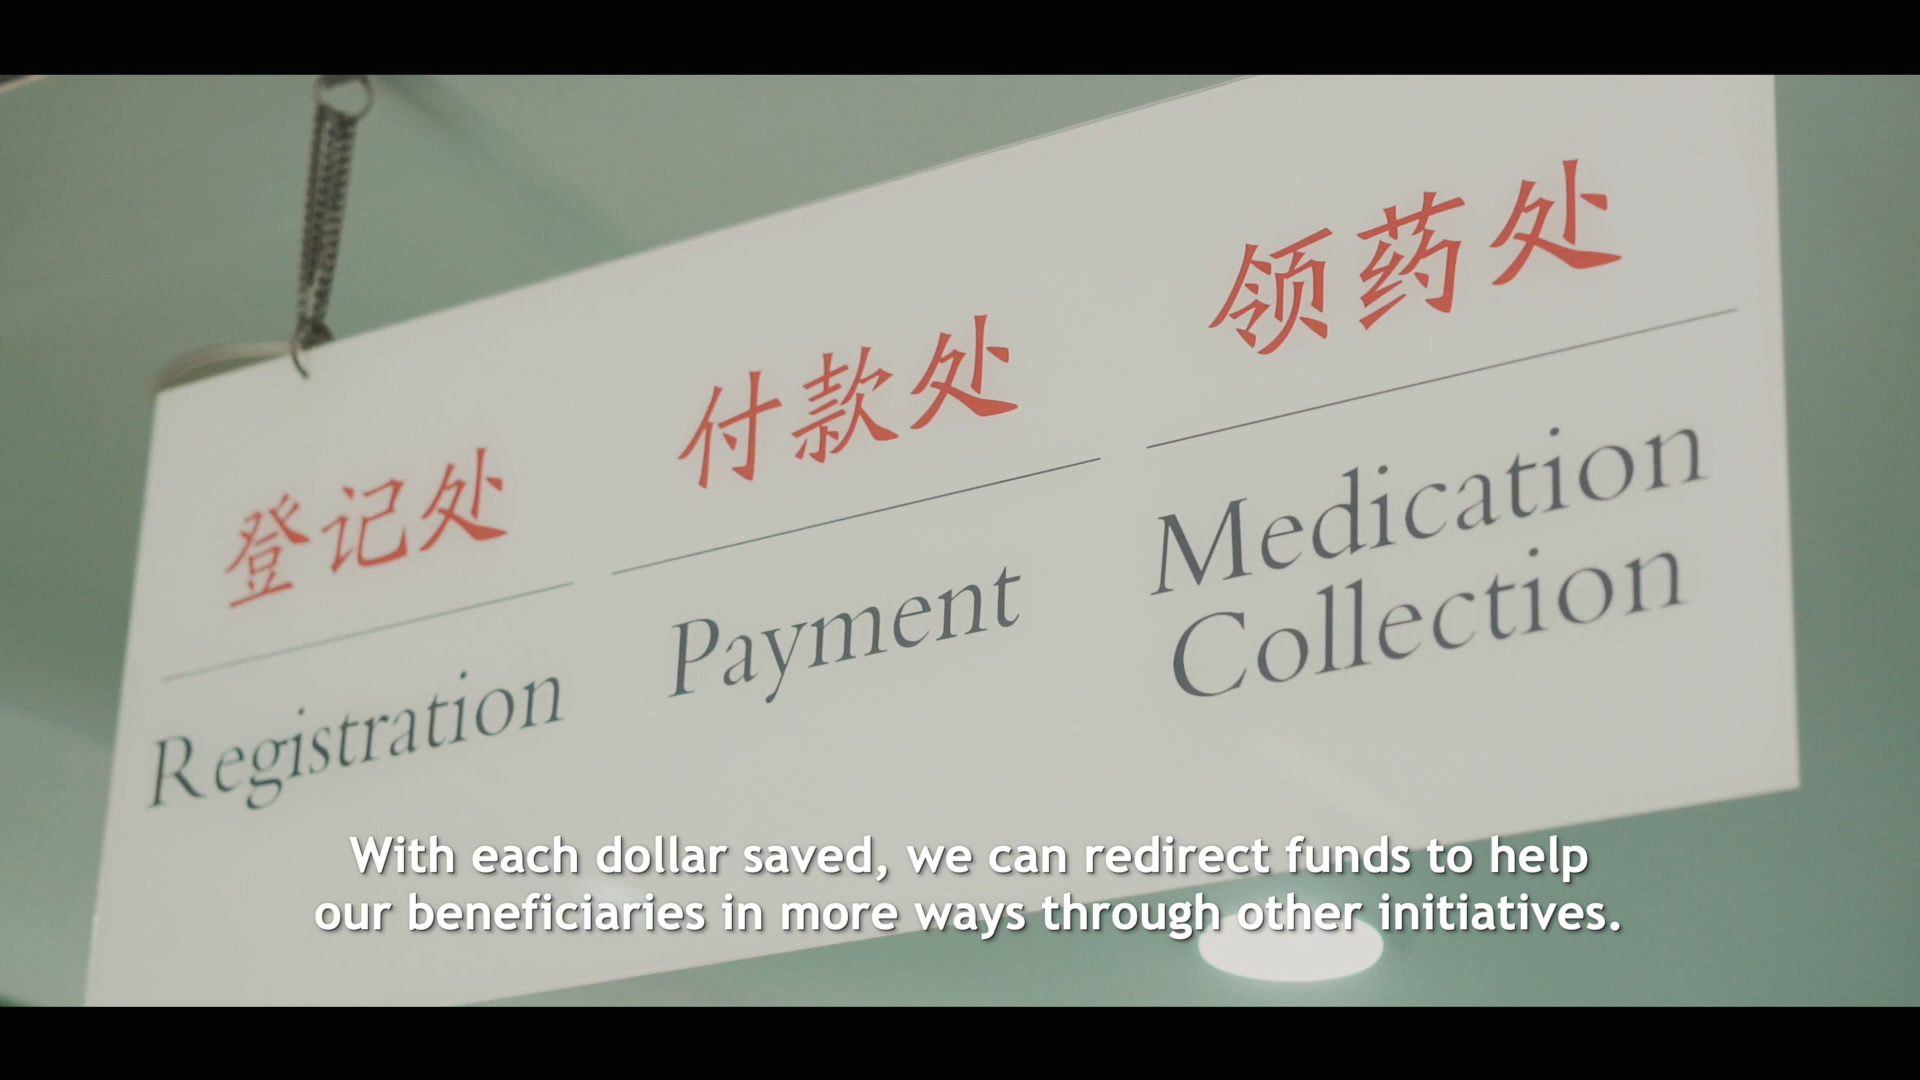 登记处
付款处
领药处
Registration
Payment
Medication
Collection
With each dollar saved, we can redirect funds to help
our beneficiaries in more ways through other initiatives.